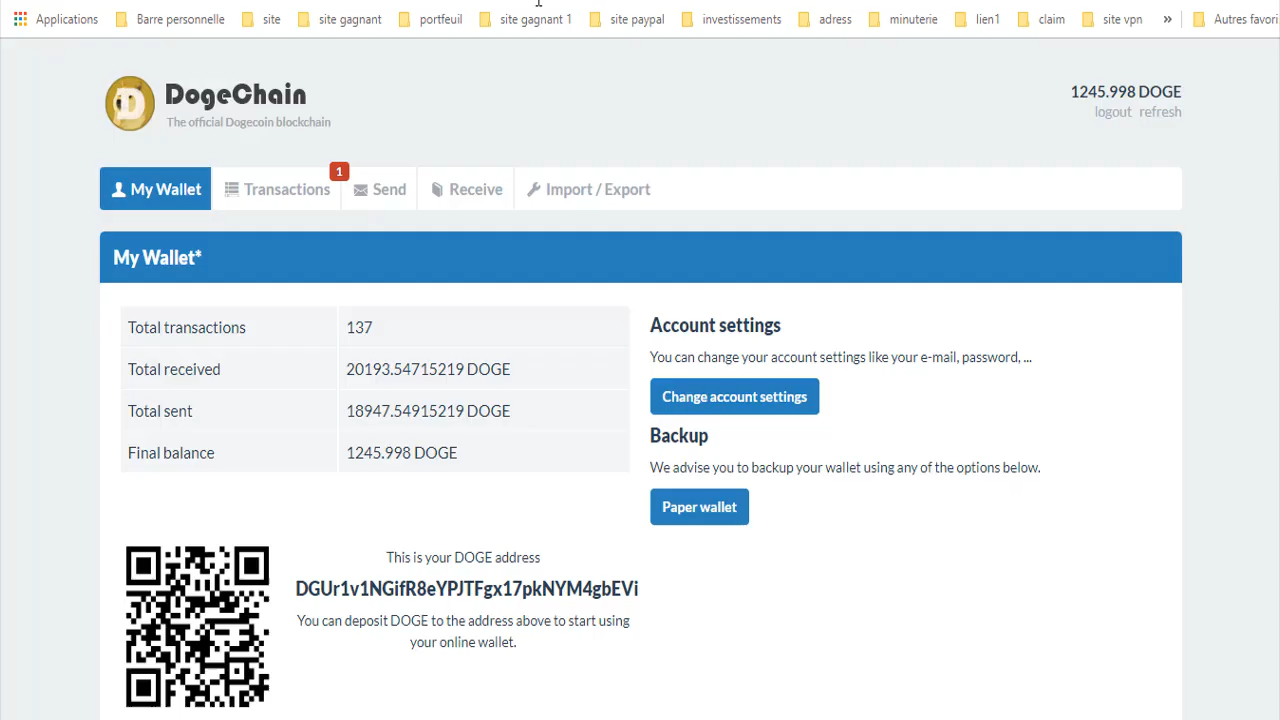 Applications Barre personnelle site site gagnant portfeuil site gagnant 1 site paypal investissements adress minuterie lien1 claim site vpn » Autres favori
DogeChain
The official Dogecoin blockchain
1245.998 DOGE
logout refresh
1
My Wallet Transactions Send Receive Import / Export
My Wallet*
Total transactions 137
Total received 20193.54715219 DOGE
Total sent 18947.54915219 DOGE
Final balance 1245.998 DOGE
Account settings
You can change your account settings like your e-mail, password, ...
Change account settings
Backup
We advise you to backup your wallet using any of the options below.
Paper wallet
This is your DOGE address
DGUr1v1NGifR8eYPJTFgx17pkNYM4gbEVi
You can deposit DOGE to the address above to start using
your online wallet.